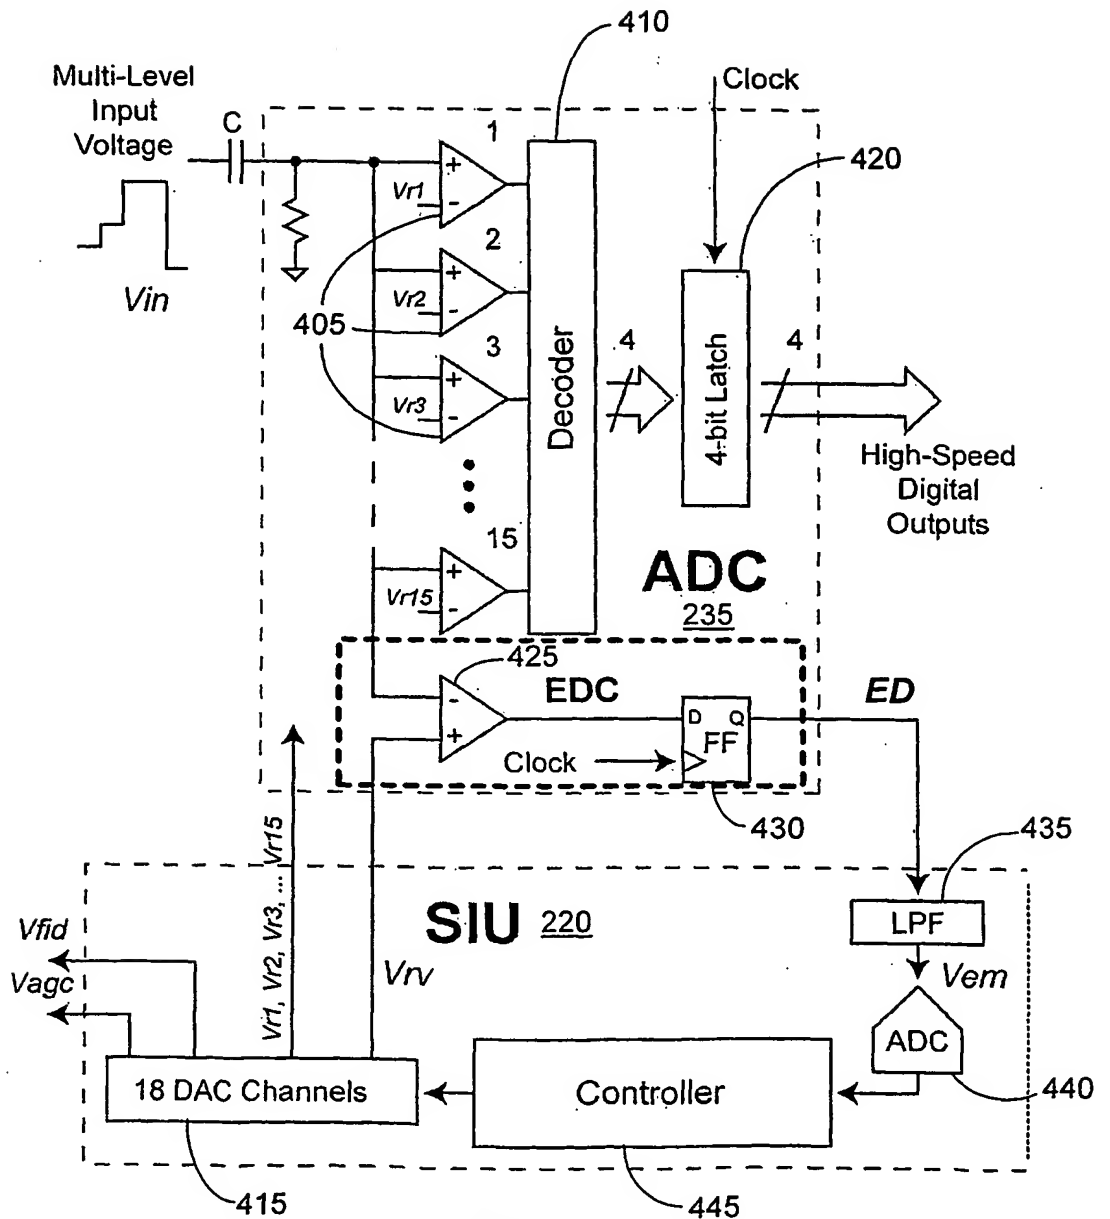 410
Multi-Level
Input
Voltage
Clock
C
1
420
+
Vr1
-
2
Vin
+
Vr2
-
405
3
4
4
+
Vr3
-
Decoder
4-bit Latch
High-Speed
Digital
Outputs
15
+
Vr15
-
ADC
235
425
EDC
ED
-
+
D Q
FF
Clock
430
435
Vr1, Vr2, Vr3, ... Vr15
SIU 220
LPF
Vfid
Vrv
Vem
Vagc
ADC
18 DAC Channels
Controller
440
415
445